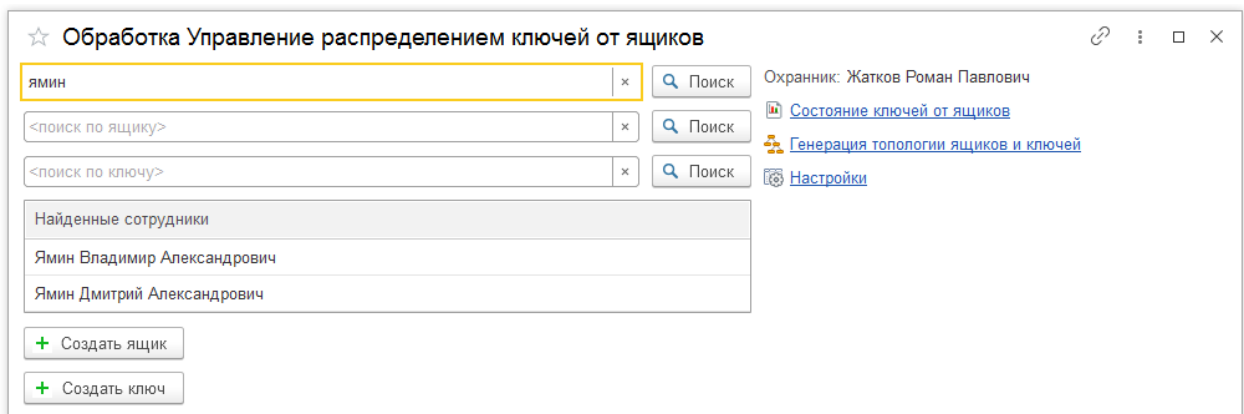 Обработка Управление распределением ключей от ящиков
ямин
Поиск
<поиск по ящику>
Поиск
<поиск по ключу>
Поиск
Найденные сотрудники
Ямин Владимир Александрович
Ямин Дмитрий Александрович
Создать ящик
Создать ключ
Охранник: Жатков Роман Павлович
Состояние ключей от ящиков
Генерация топологии ящиков и ключей
Настройки